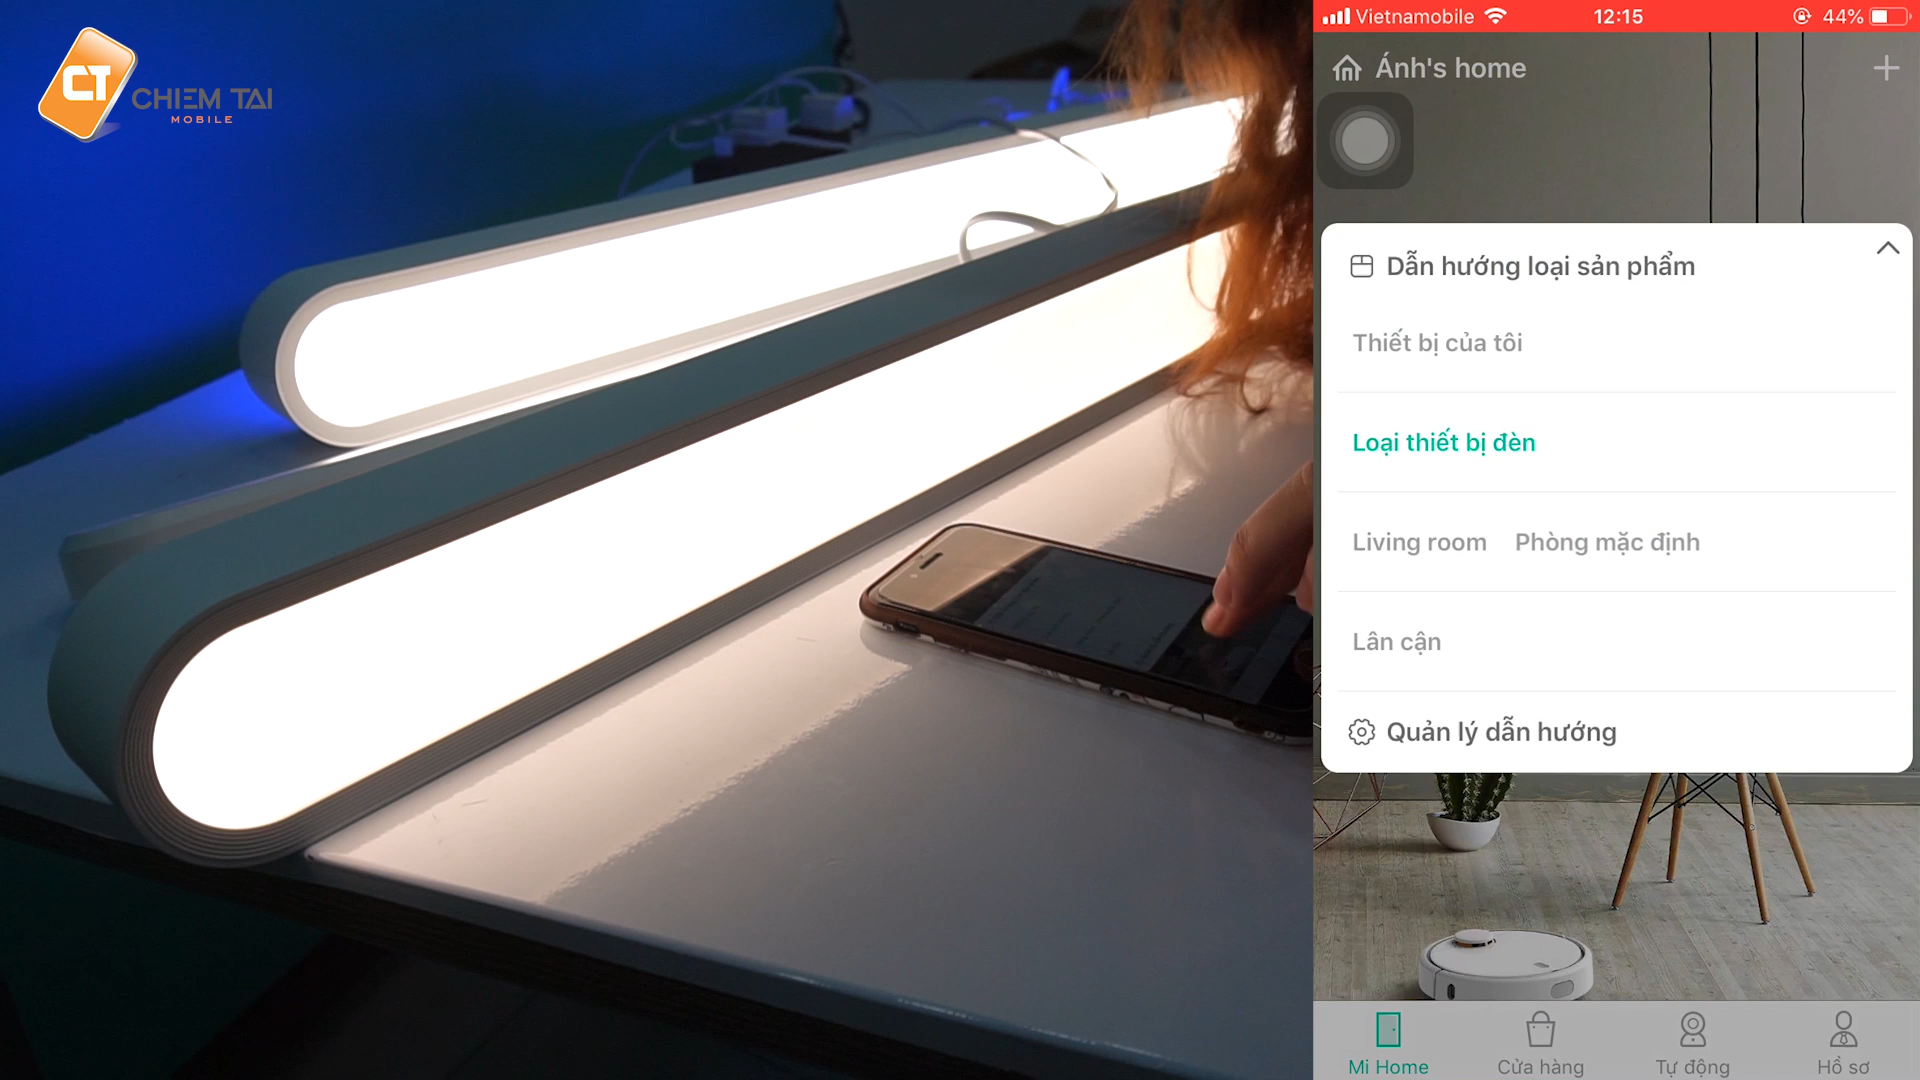 CT
CHIEM TAI
MOBILE
Vietnamobile
12:15
44%
Ánh's home
Dẫn hướng loại sản phẩm
Thiết bị của tôi
Loại thiết bị đèn
Living room Phòng mặc định
Lân cận
Quản lý dẫn hướng
Mi Home
Cửa hàng
Tự động
Hồ sơ